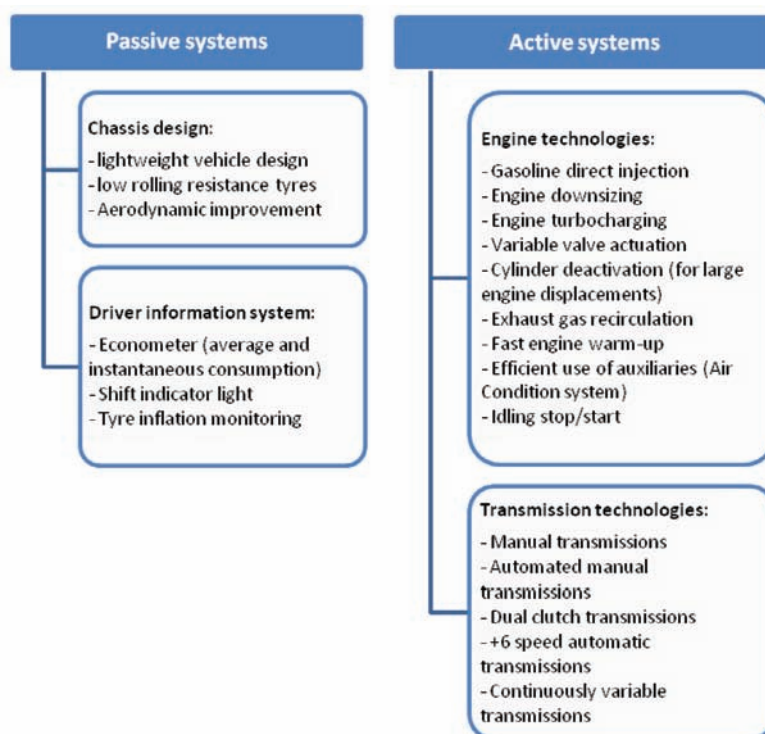 Passive systems
Chassis design:
- lightweight vehicle design
- low rolling resistance tyres
- Aerodynamic improvement
Driver information system:
- Econometer (average and
instantaneous consumption)
- Shift indicator light
- Tyre inflation monitoring
Active systems
Engine technologies:
- Gasoline direct injection
- Engine downsizing
- Engine turbocharging
- Variable valve actuation
- Cylinder deactivation (for large
engine displacements)
- Exhaust gas recirculation
- Fast engine warm-up
- Efficient use of auxiliaries (Air
Condition system)
- Idling stop/start
Transmission technologies:
- Manual transmissions
- Automated manual
transmissions
- Dual clutch transmissions
- +6 speed automatic
transmissions
- Continuously variable
transmissions